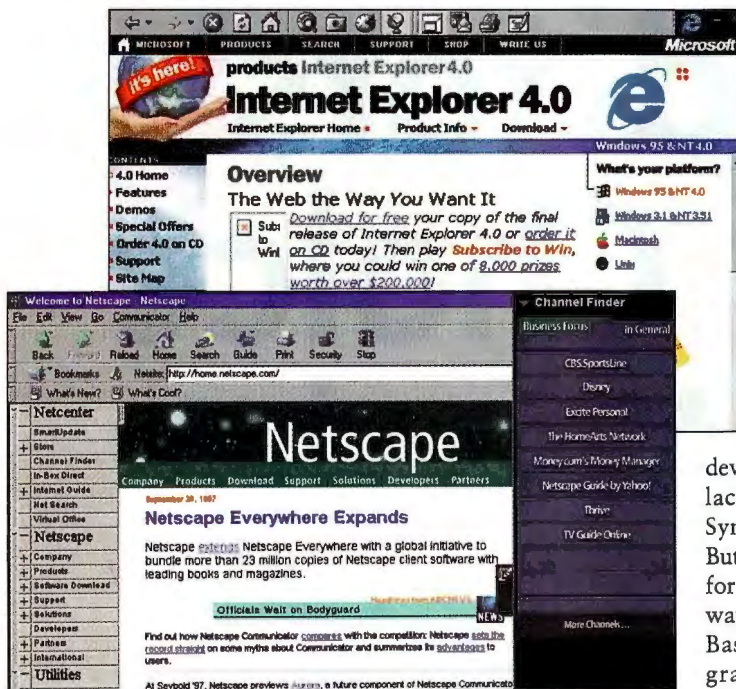 MICROSOFT PRODUCTS SEARCH SUPPORT SHOP WRITE US
Microsoft
it's here!
products Internet Explorer 4.0
Internet Explorer 4.0
Internet Explorer Home Product Info Download
Windows 95 & NT 4.0
CONTENTS
4.0 Home
Features
Demos
Special Offers
Order 4.0 on CD
Support
Site Map
Overview
The Web the Way You Want It
Download for free your copy of the final
release of Internet Explorer 4.0 or order it
on CD today! Then play Subscribe to Win,
where you could win one of 8,000 prizes
worth over $200,000!
What's your platform?
Windows 95 & NT 4.0
Windows 3.1 & NT 3.51
Macintosh
Unix
Welcome to Netscape - Netscape
File Edit View Go Communicator Help
Back Forward Reload Home Search Guide Print Security Stop
Bookmarks Netsite: http://home.netscape.com/
What's New? What's Cool?
Netcenter
SmartUpdate
Store
Channel Finder
In-Box Direct
Internet Guide
Net Search
Virtual Office
Netscape
Company
Products
Software Download
Support
Solutions
Developers
Partners
International
Utilities
Netscape
Company Products Download Support Solutions Developers Partners
September 29, 1997
Netscape Everywhere Expands
Netscape extends Netscape Everywhere with a global initiative to
bundle more than 23 million copies of Netscape client software with
leading books and magazines.
Officials Wait on Bodyguard
NEWS
Find out how Netscape Communicator compares with the competition: Netscape sets the
record straight on some myths about Communicator and summarizes its advantages to
users.
At Seybold '97, Netscape previews Aurora, a future component of Netscape Communicato
Channel Finder
Business Focus in General
CBS SportsLine
Disney
Excite Personal
The HomeArts Network
Money.com's Money Manager
Netscape Guide by Yahoo!
Thrive
TV Guide Online
More Channels...
dev
lac
Syn
But
for
wa
Bas
gra